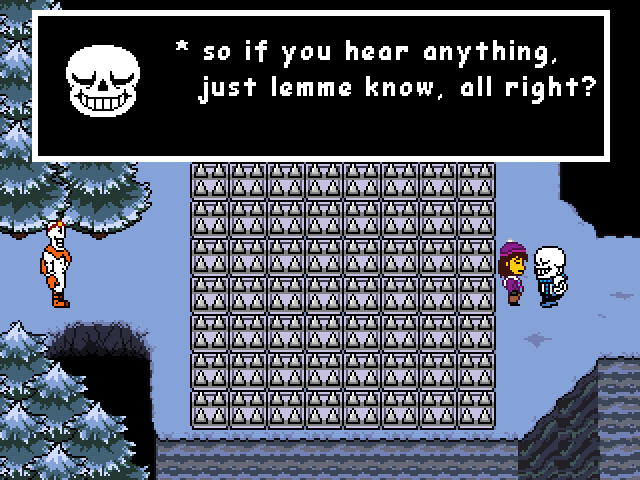 * so if you hear anything,
just lemme know, all right?